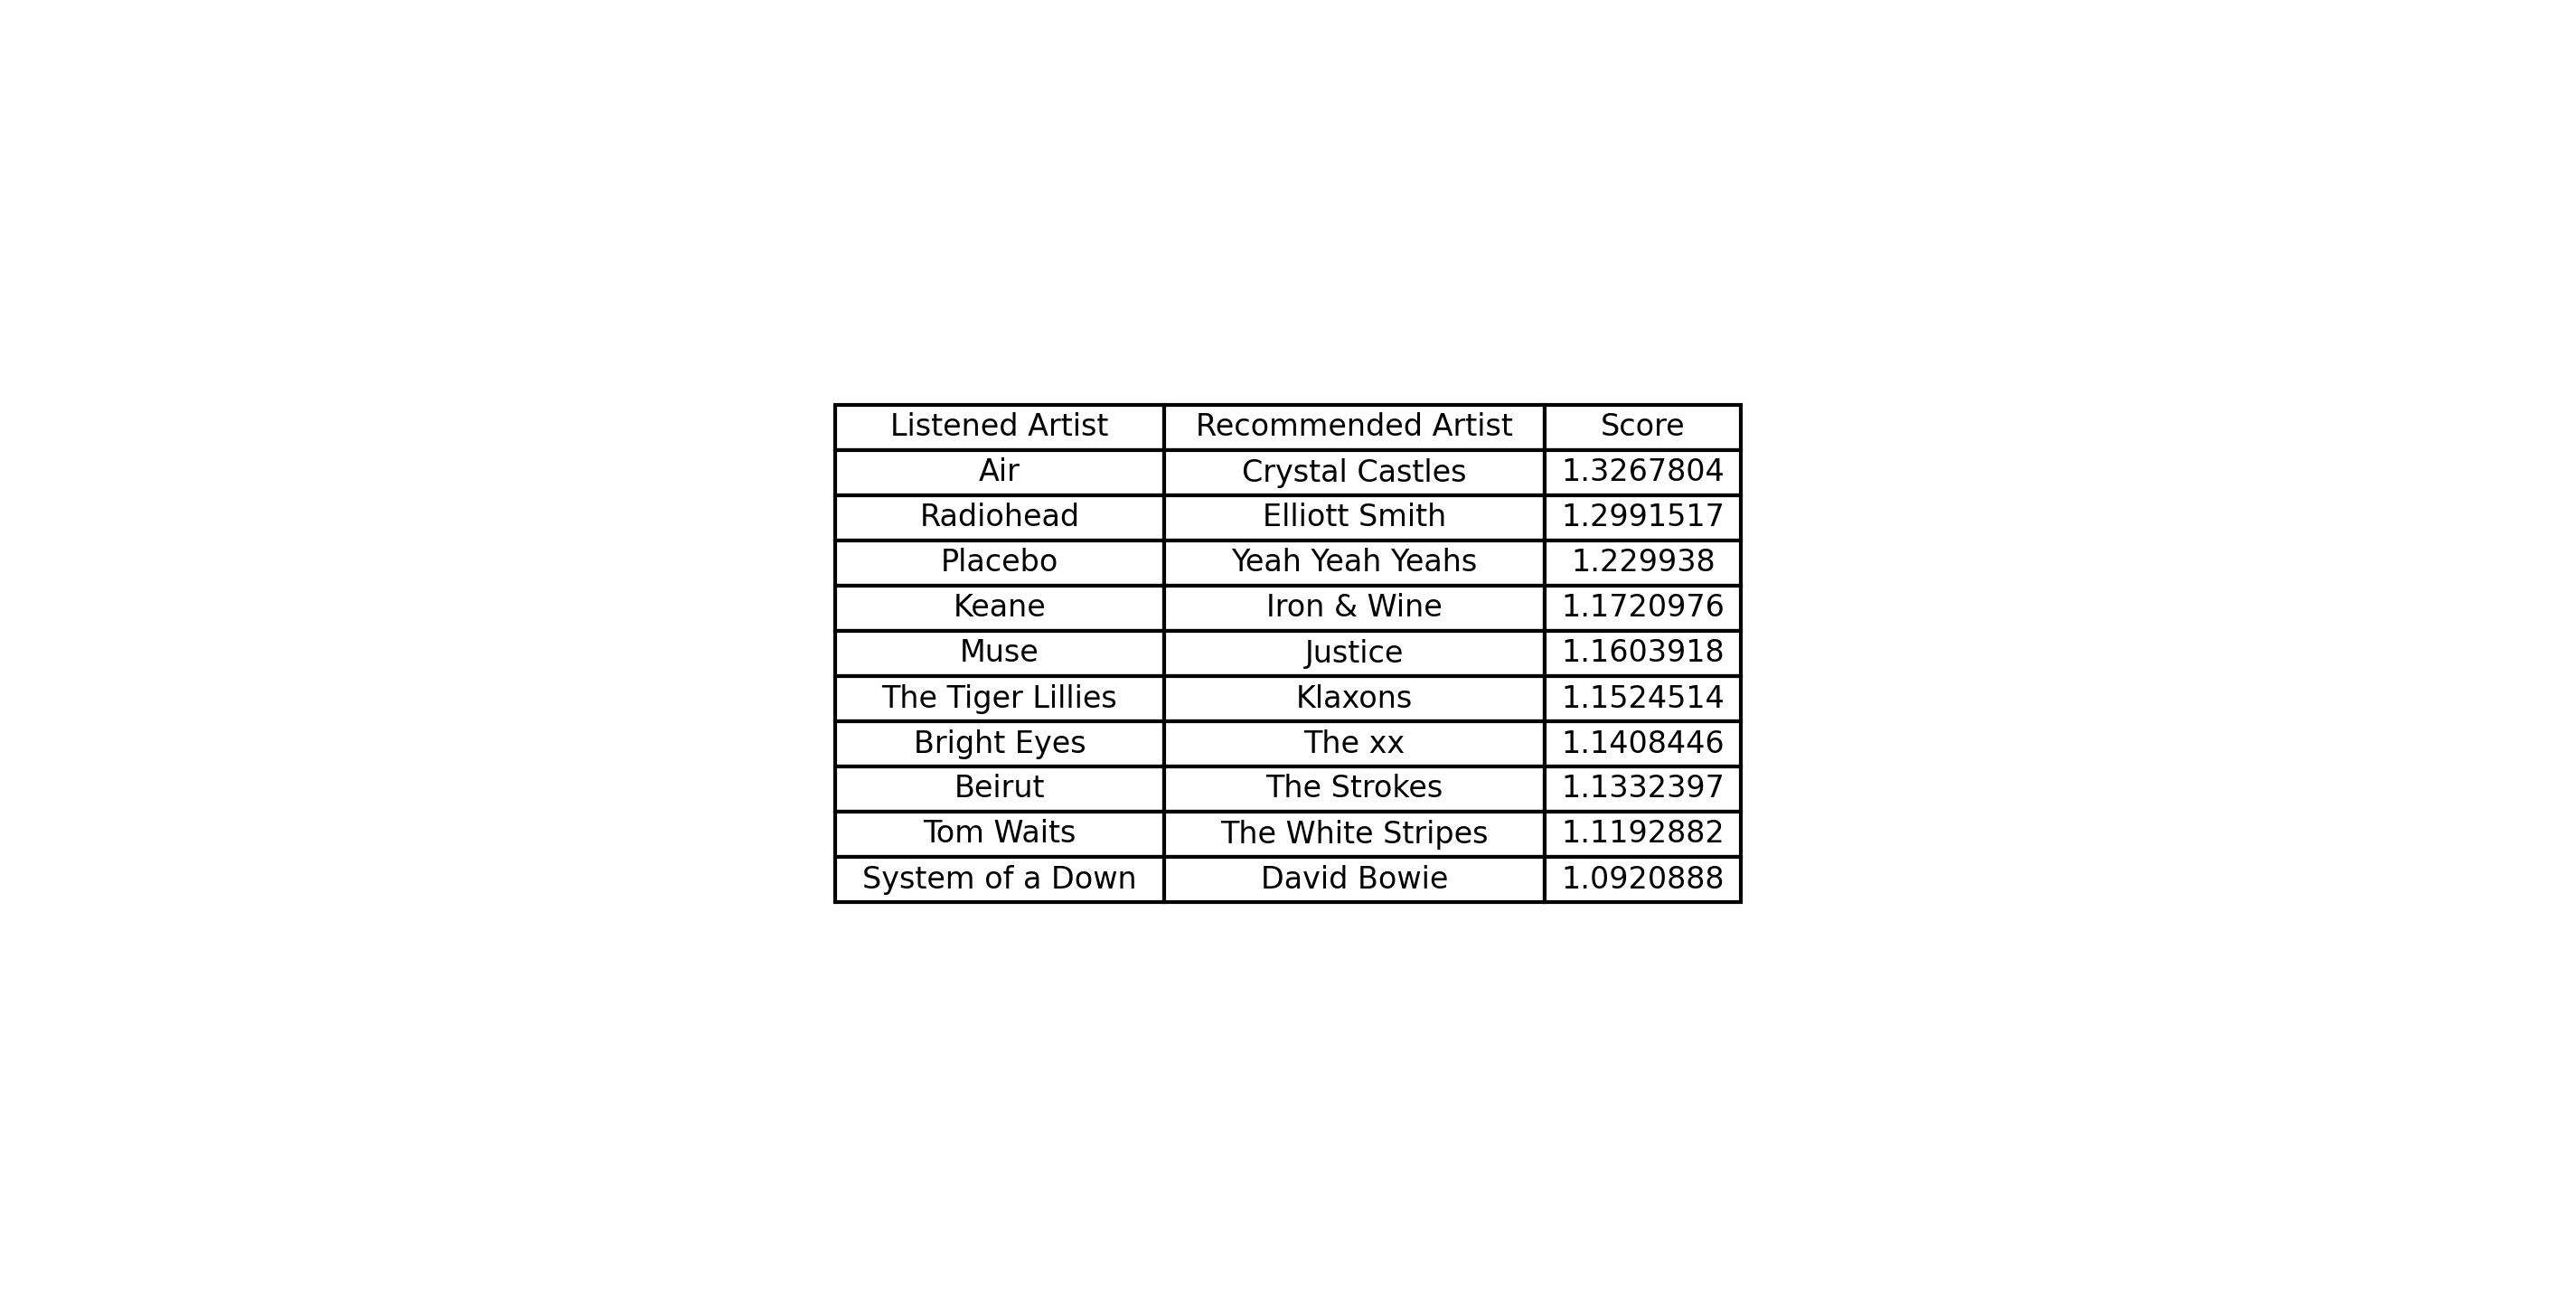 Listened Artist Recommended Artist Score
Air Crystal Castles 1.3267804
Radiohead Elliott Smith 1.2991517
Placebo Yeah Yeah Yeahs 1.229938
Keane Iron & Wine 1.1720976
Muse Justice 1.1603918
The Tiger Lillies Klaxons 1.1524514
Bright Eyes The xx 1.1408446
Beirut The Strokes 1.1332397
Tom Waits The White Stripes 1.1192882
System of a Down David Bowie 1.0920888